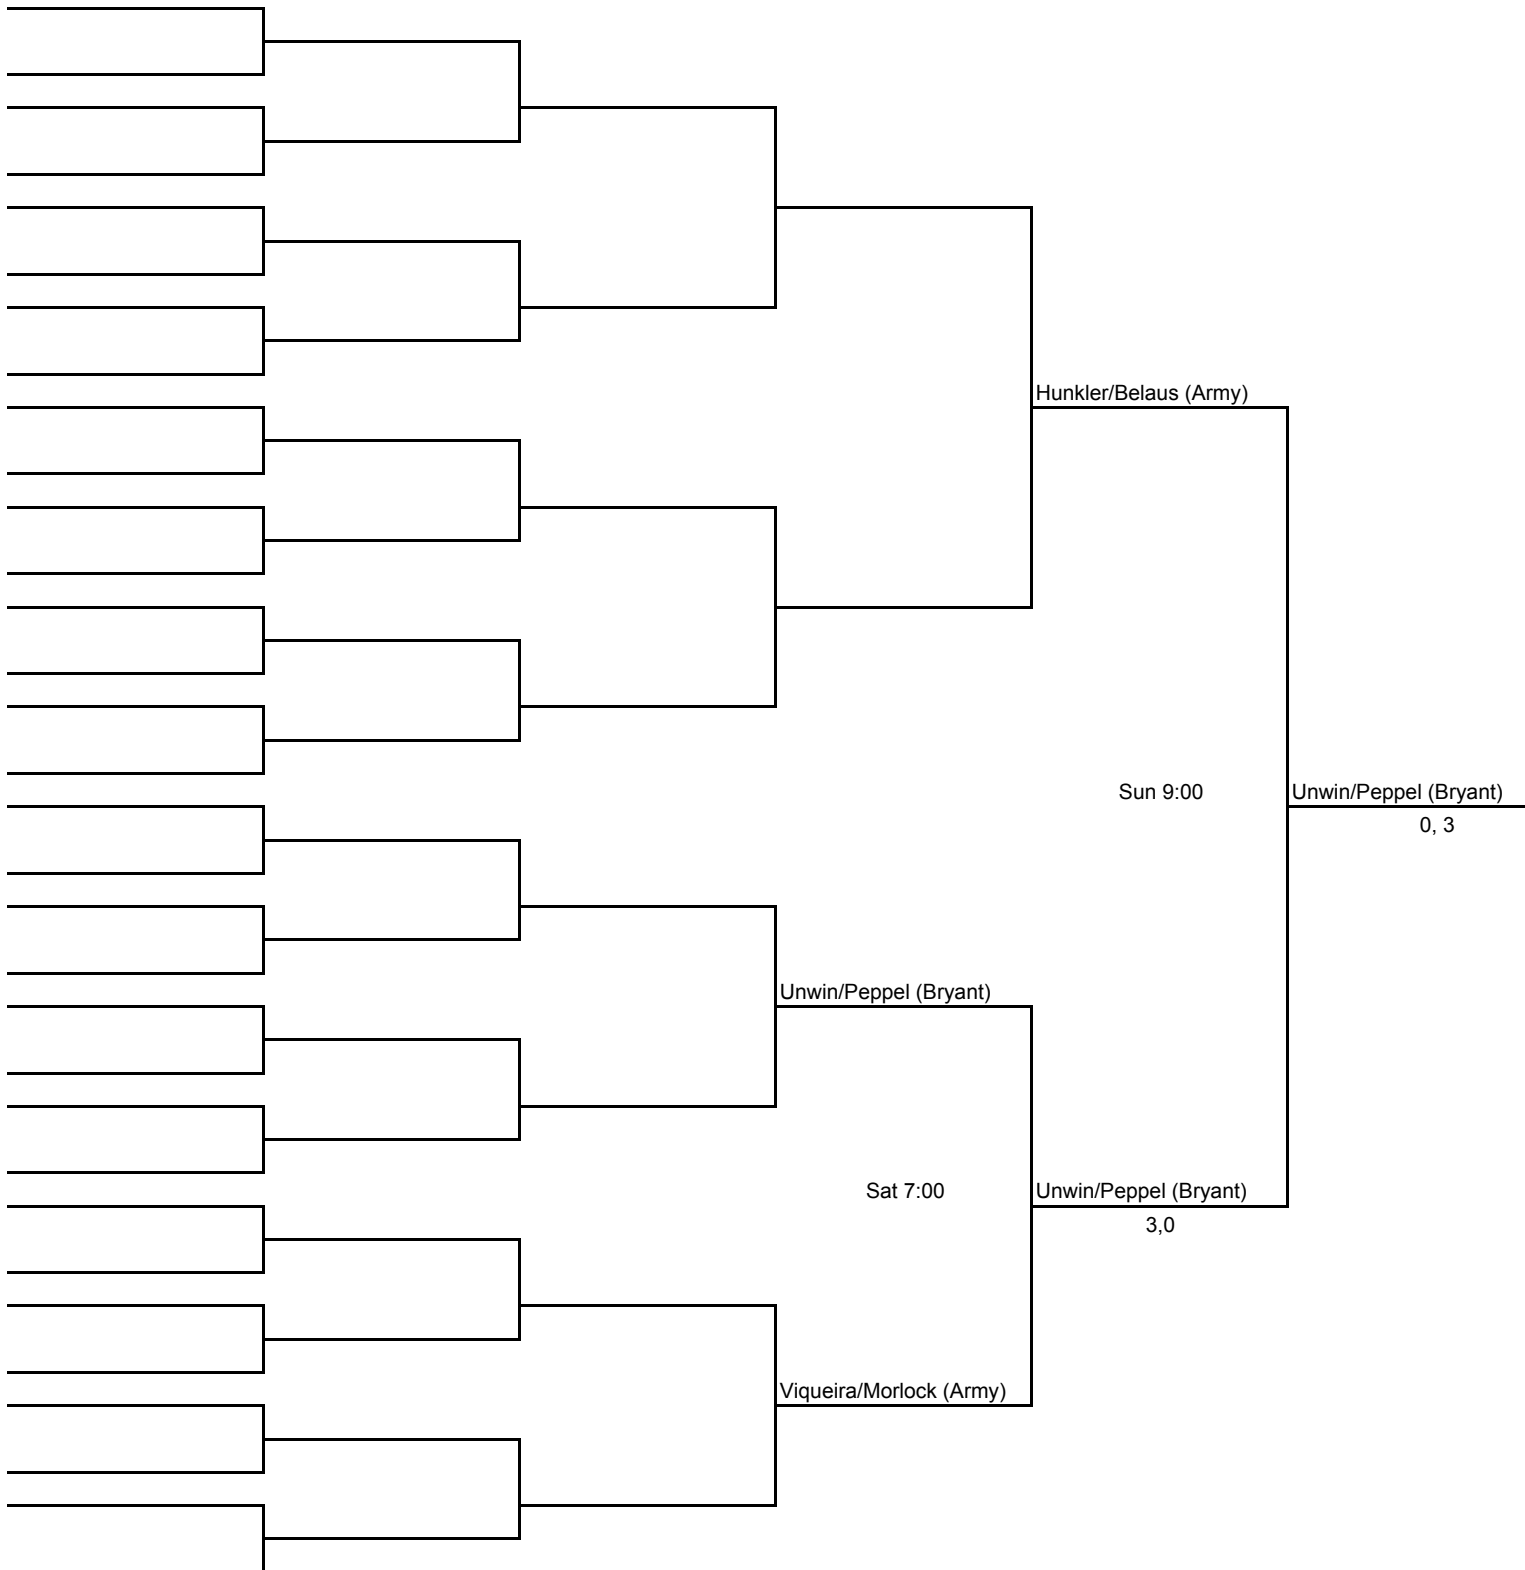 Hunkler/Belaus (Army)
Sun 9:00
Unwin/Peppel (Bryant)
0, 3
Unwin/Peppel (Bryant)
Sat 7:00
Unwin/Peppel (Bryant)
3,0
Viqueira/Morlock (Army)